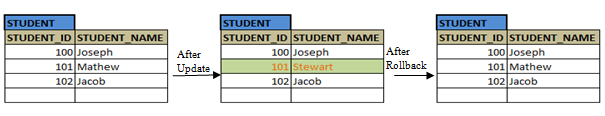 STUDENT
STUDENT_ID STUDENT_NAME
100 Joseph
101 Mathew
102 Jacob
After
Update
STUDENT
STUDENT_ID STUDENT_NAME
100 Joseph
101 Stewart
102 Jacob
After
Rollback
STUDENT
STUDENT_ID STUDENT_NAME
100 Joseph
101 Mathew
102 Jacob